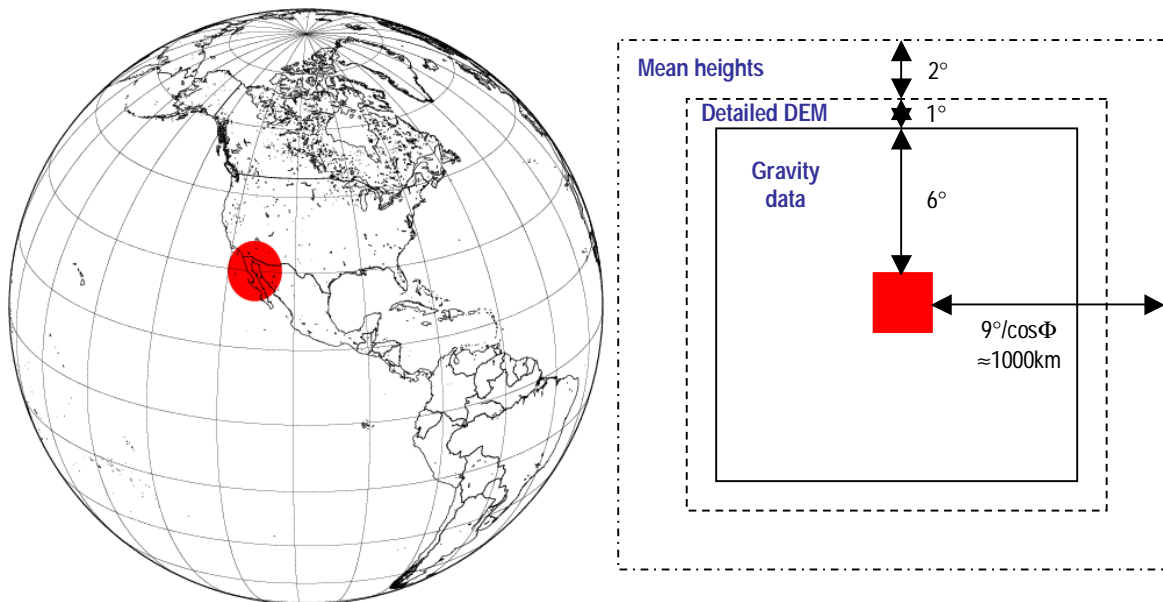 Mean heights
2°
Detailed DEM
1°
Gravity
data
6°
9°/cosΦ
≈1000km